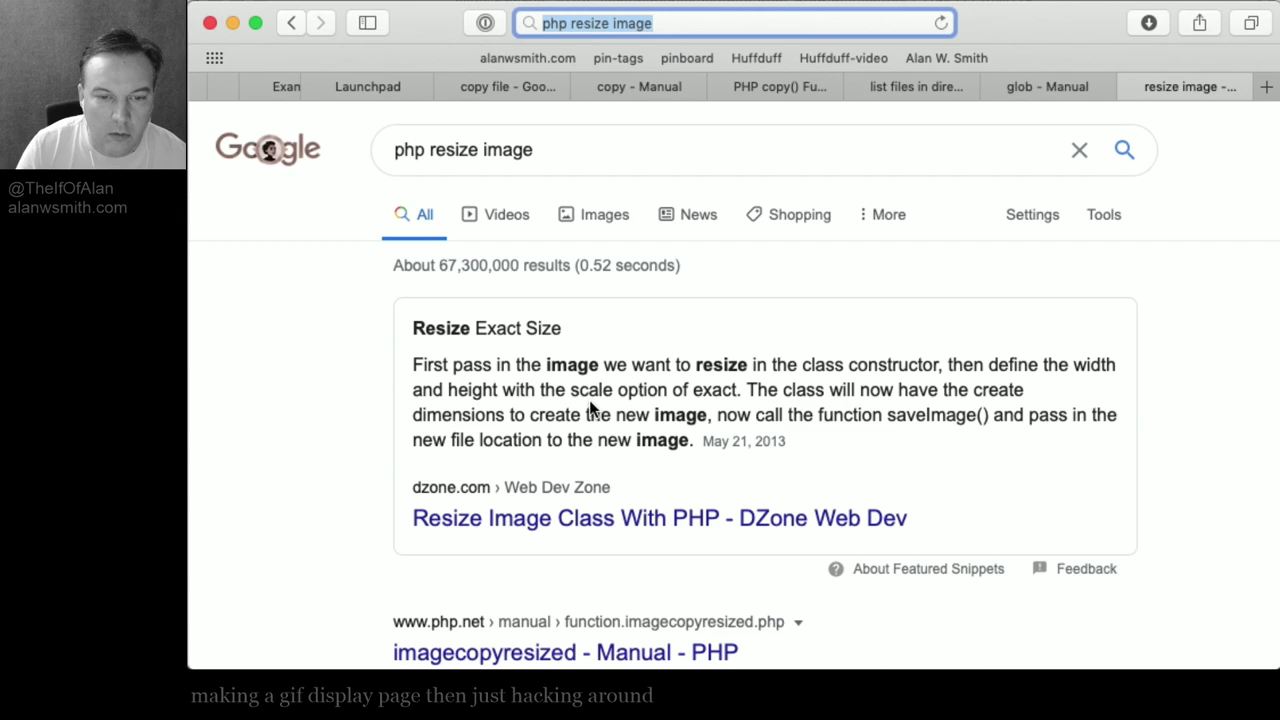 php resize image
alanwsmith.com pin-tags pinboard Huffduff Huffduff-video Alan W. Smith
Exan Launchpad copy file - Goo... copy - Manual PHP copy() Fu... list files in dire... glob - Manual resize image -...
Google
php resize image
All Videos Images News Shopping More Settings Tools
About 67,300,000 results (0.52 seconds)
Resize Exact Size
First pass in the image we want to resize in the class constructor, then define the width
and height with the scale option of exact. The class will now have the create
dimensions to create the new image, now call the function saveImage() and pass in the
new file location to the new image. May 21, 2013
dzone.com › Web Dev Zone
Resize Image Class With PHP - DZone Web Dev
About Featured Snippets Feedback
www.php.net › manual › function.imagecopyresized.php
imagecopyresized - Manual - PHP
@TheIfOfAlan
alanwsmith.com
making a gif display page then just hacking around